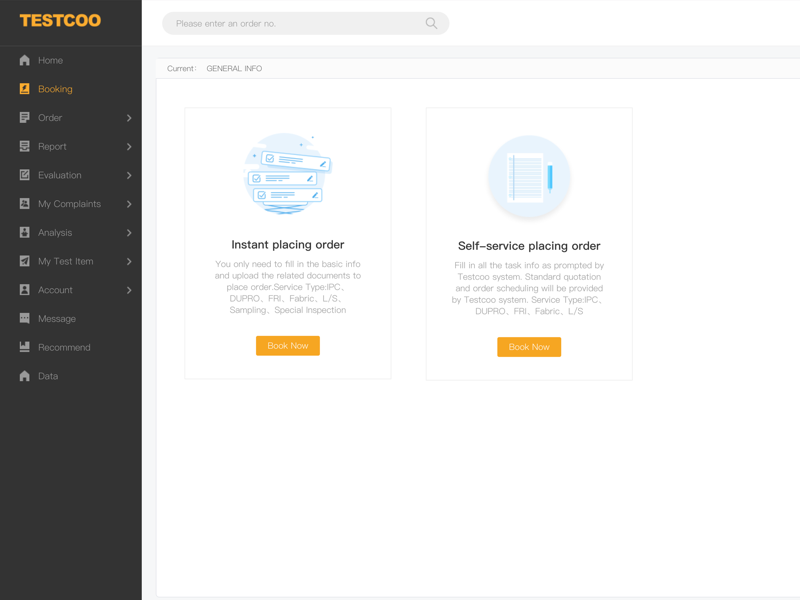 TESTCOO
Please enter an order no.
Home
Booking
Order
Report
Evaluation
My Complaints
Analysis
My Test Item
Account
Message
Recommend
Data
Current: GENERAL INFO
Instant placing order
You only need to fill in the basic info
and upload the related documents to
place order.Service Type:IPC、
DUPRO、FRI、Fabric、L/S、
Sampling、Special Inspection
Book Now
Self-service placing order
Fill in all the task info as prompted by
Testcoo system. Standard quotation
and order scheduling will be provided
by Testcoo system. Service Type:IPC、
DUPRO、FRI、Fabric、L/S
Book Now